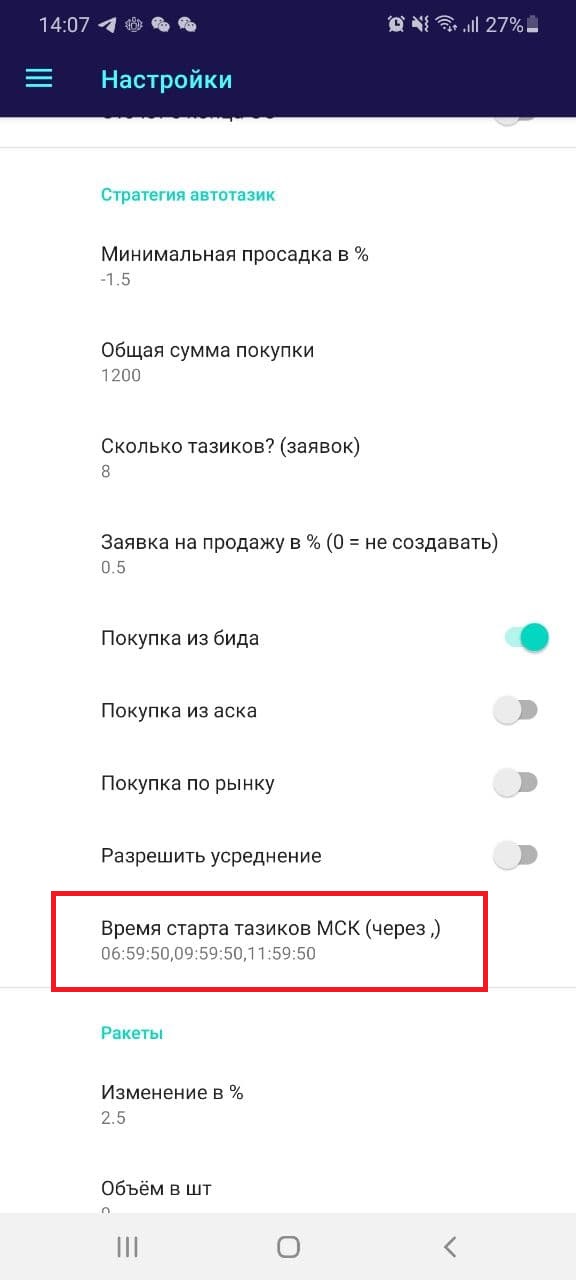 14:07 27%
Настройки
Стратегия автотазик
Минимальная просадка в %
-1.5
Общая сумма покупки
1200
Сколько тазиков? (заявок)
8
Заявка на продажу в % (0 = не создавать)
0.5
Покупка из бида
Покупка из аска
Покупка по рынку
Разрешить усреднение
Время старта тазиков МСК (через ,)
06:59:50,09:59:50,11:59:50
Ракеты
Изменение в %
2.5
Объём в шт